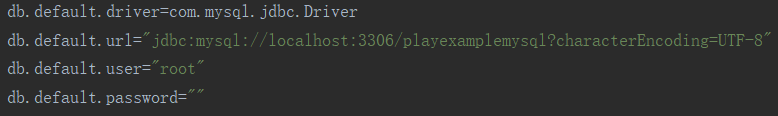 db.default.driver=com.mysql.jdbc.Driver
db.default.url="jdbc:mysql://localhost:3306/playexamplemysql?characterEncoding=UTF-8"
db.default.user="root"
db.default.password=""